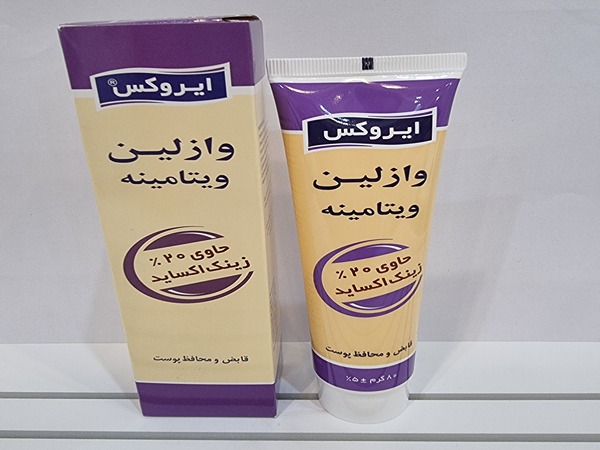 ایروکس®
وازلین
ویتامینه
حاوی ۲۰ ٪
زینک اکساید
قابض و محافظ پوست
ایروکس
وازلین
ویتامینه
حاوی ۲۰ ٪
زینک اکساید
قابض و محافظ پوست
۸۰ گرم ± ۵٪